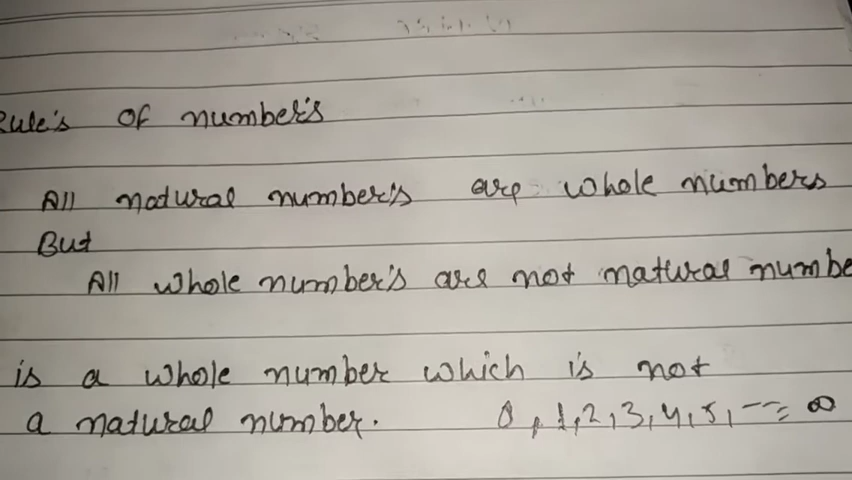 Rule's of number's
All natural number's are whole numbers
But
All whole number's are not natural numbe
is a whole number which is not
a natural number. 0, 1, 2, 3, 4, 5, --- ∞